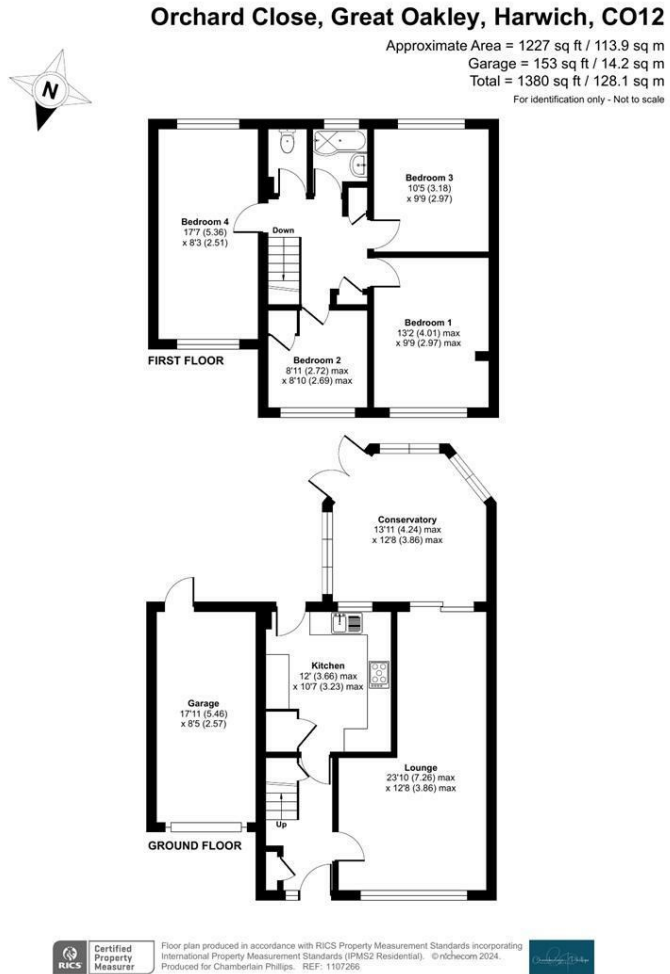 Orchard Close, Great Oakley, Harwich, CO12
Approximate Area = 1227 sq ft / 113.9 sq m
Garage = 153 sq ft / 14.2 sq m
Total = 1380 sq ft / 128.1 sq m
For identification only - Not to scale
N
Bedroom 3
10'5 (3.18)
x 9'9 (2.97)
Bedroom 4
17'7 (5.36)
x 8'3 (2.51)
Down
Bedroom 1
13'2 (4.01) max
x 9'9 (2.97) max
Bedroom 2
8'11 (2.72) max
x 8'10 (2.69) max
FIRST FLOOR
Conservatory
13'11 (4.24) max
x 12'8 (3.86) max
Kitchen
12' (3.66) max
x 10'7 (3.23) max
Garage
17'11 (5.46)
x 8'5 (2.57)
Lounge
23'10 (7.26) max
x 12'8 (3.86) max
Up
GROUND FLOOR
RICS
Certified
Property
Measurer
Floor plan produced in accordance with RICS Property Measurement Standards incorporating
International Property Measurement Standards (IPMS2 Residential). © nichecom 2024.
Produced for Chamberlain Phillips. REF: 1107266
Chamberlain Phillips